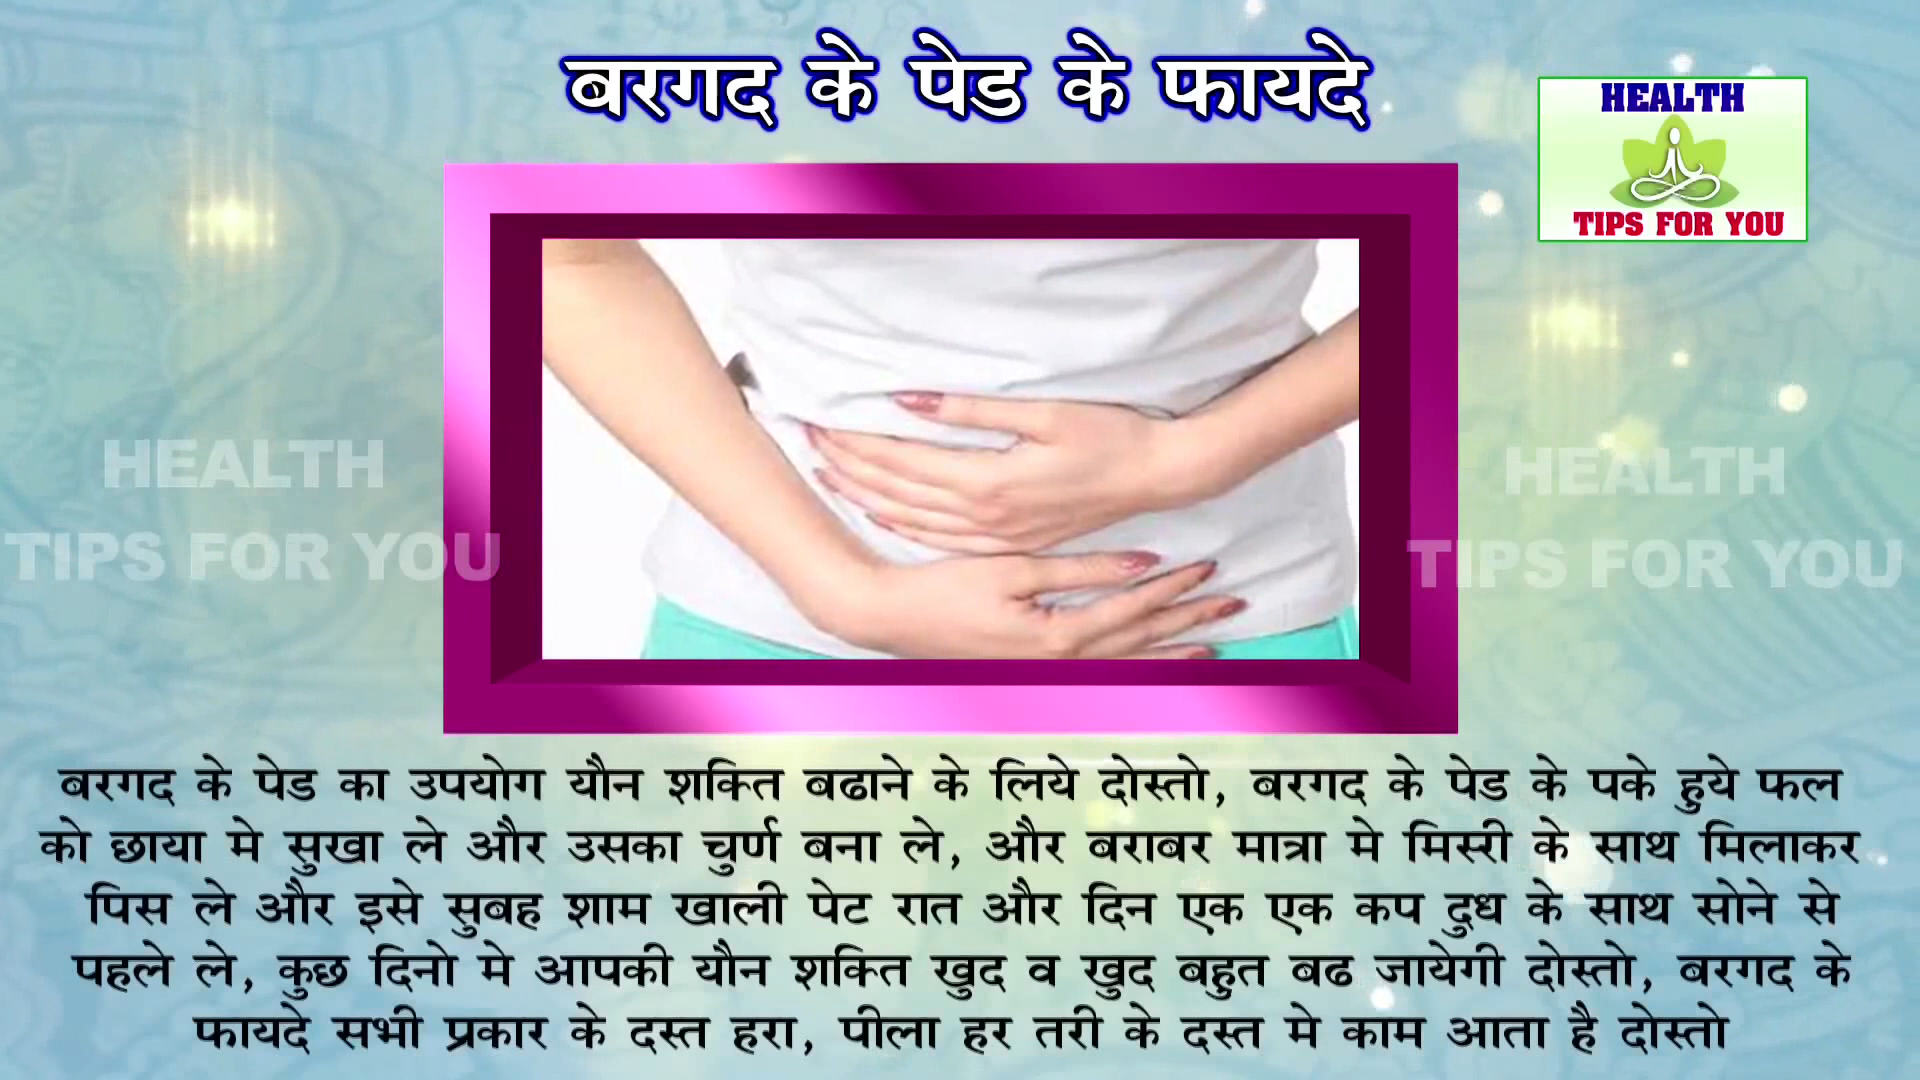 बरगद के पेड के फायदे
HEALTH
TIPS FOR YOU
HEALTH
TIPS FOR YOU
HEALTH
TIPS FOR YOU
बरगद के पेड का उपयोग यौन शक्ति बढाने के लिये दोस्तो, बरगद के पेड के पके हुये फल
को छाया मे सुखा ले और उसका चुर्ण बना ले, और बराबर मात्रा मे मिस्री के साथ मिलाकर
पिस ले और इसे सुबह शाम खाली पेट रात और दिन एक एक कप दुध के साथ सोने से
पहले ले, कुछ दिनो मे आपकी यौन शक्ति खुद व खुद बहुत बढ जायेगी दोस्तो, बरगद के
फायदे सभी प्रकार के दस्त हरा, पीला हर तरी के दस्त मे काम आता है दोस्तो